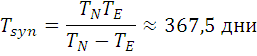 T_syn = (T_N T_E) / (T_N − T_E) ≈ 367,5 дни